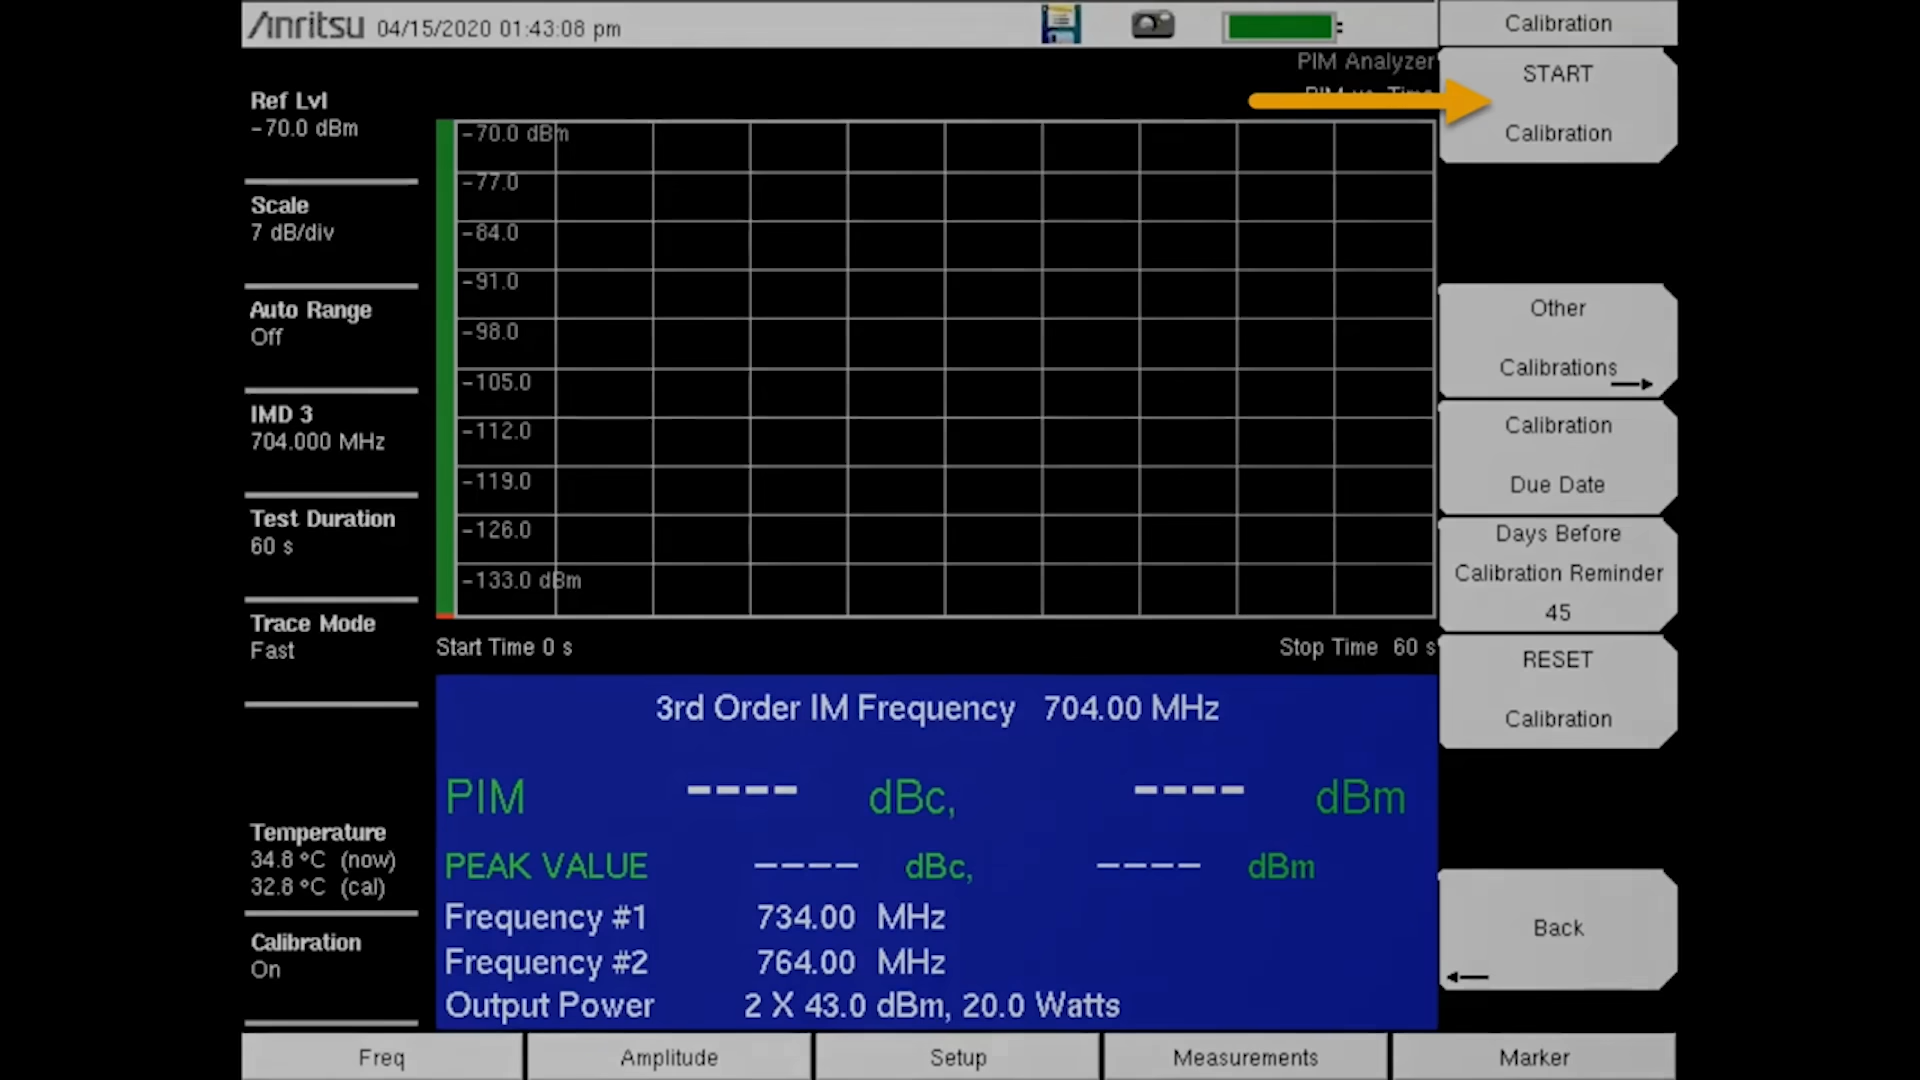 Anritsu 04/15/2020 01:43:08 pm
Calibration
PIM Analyzer
PIM vs. Time
START
Calibration
Other
Calibrations
Calibration
Due Date
Days Before
Calibration Reminder
45
RESET
Calibration
Back
Ref Lvl
-70.0 dBm
Scale
7 dB/div
Auto Range
Off
IMD 3
704.000 MHz
Test Duration
60 s
Trace Mode
Fast
Temperature
34.8 °C (now)
32.8 °C (cal)
Calibration
On
-70.0 dBm
-77.0
-84.0
-91.0
-98.0
-105.0
-112.0
-119.0
-126.0
-133.0 dBm
Start Time 0 s
Stop Time 60 s
3rd Order IM Frequency 704.00 MHz
PIM ---- dBc, ---- dBm
PEAK VALUE ---- dBc, ---- dBm
Frequency #1 734.00 MHz
Frequency #2 764.00 MHz
Output Power 2 X 43.0 dBm, 20.0 Watts
Freq
Amplitude
Setup
Measurements
Marker